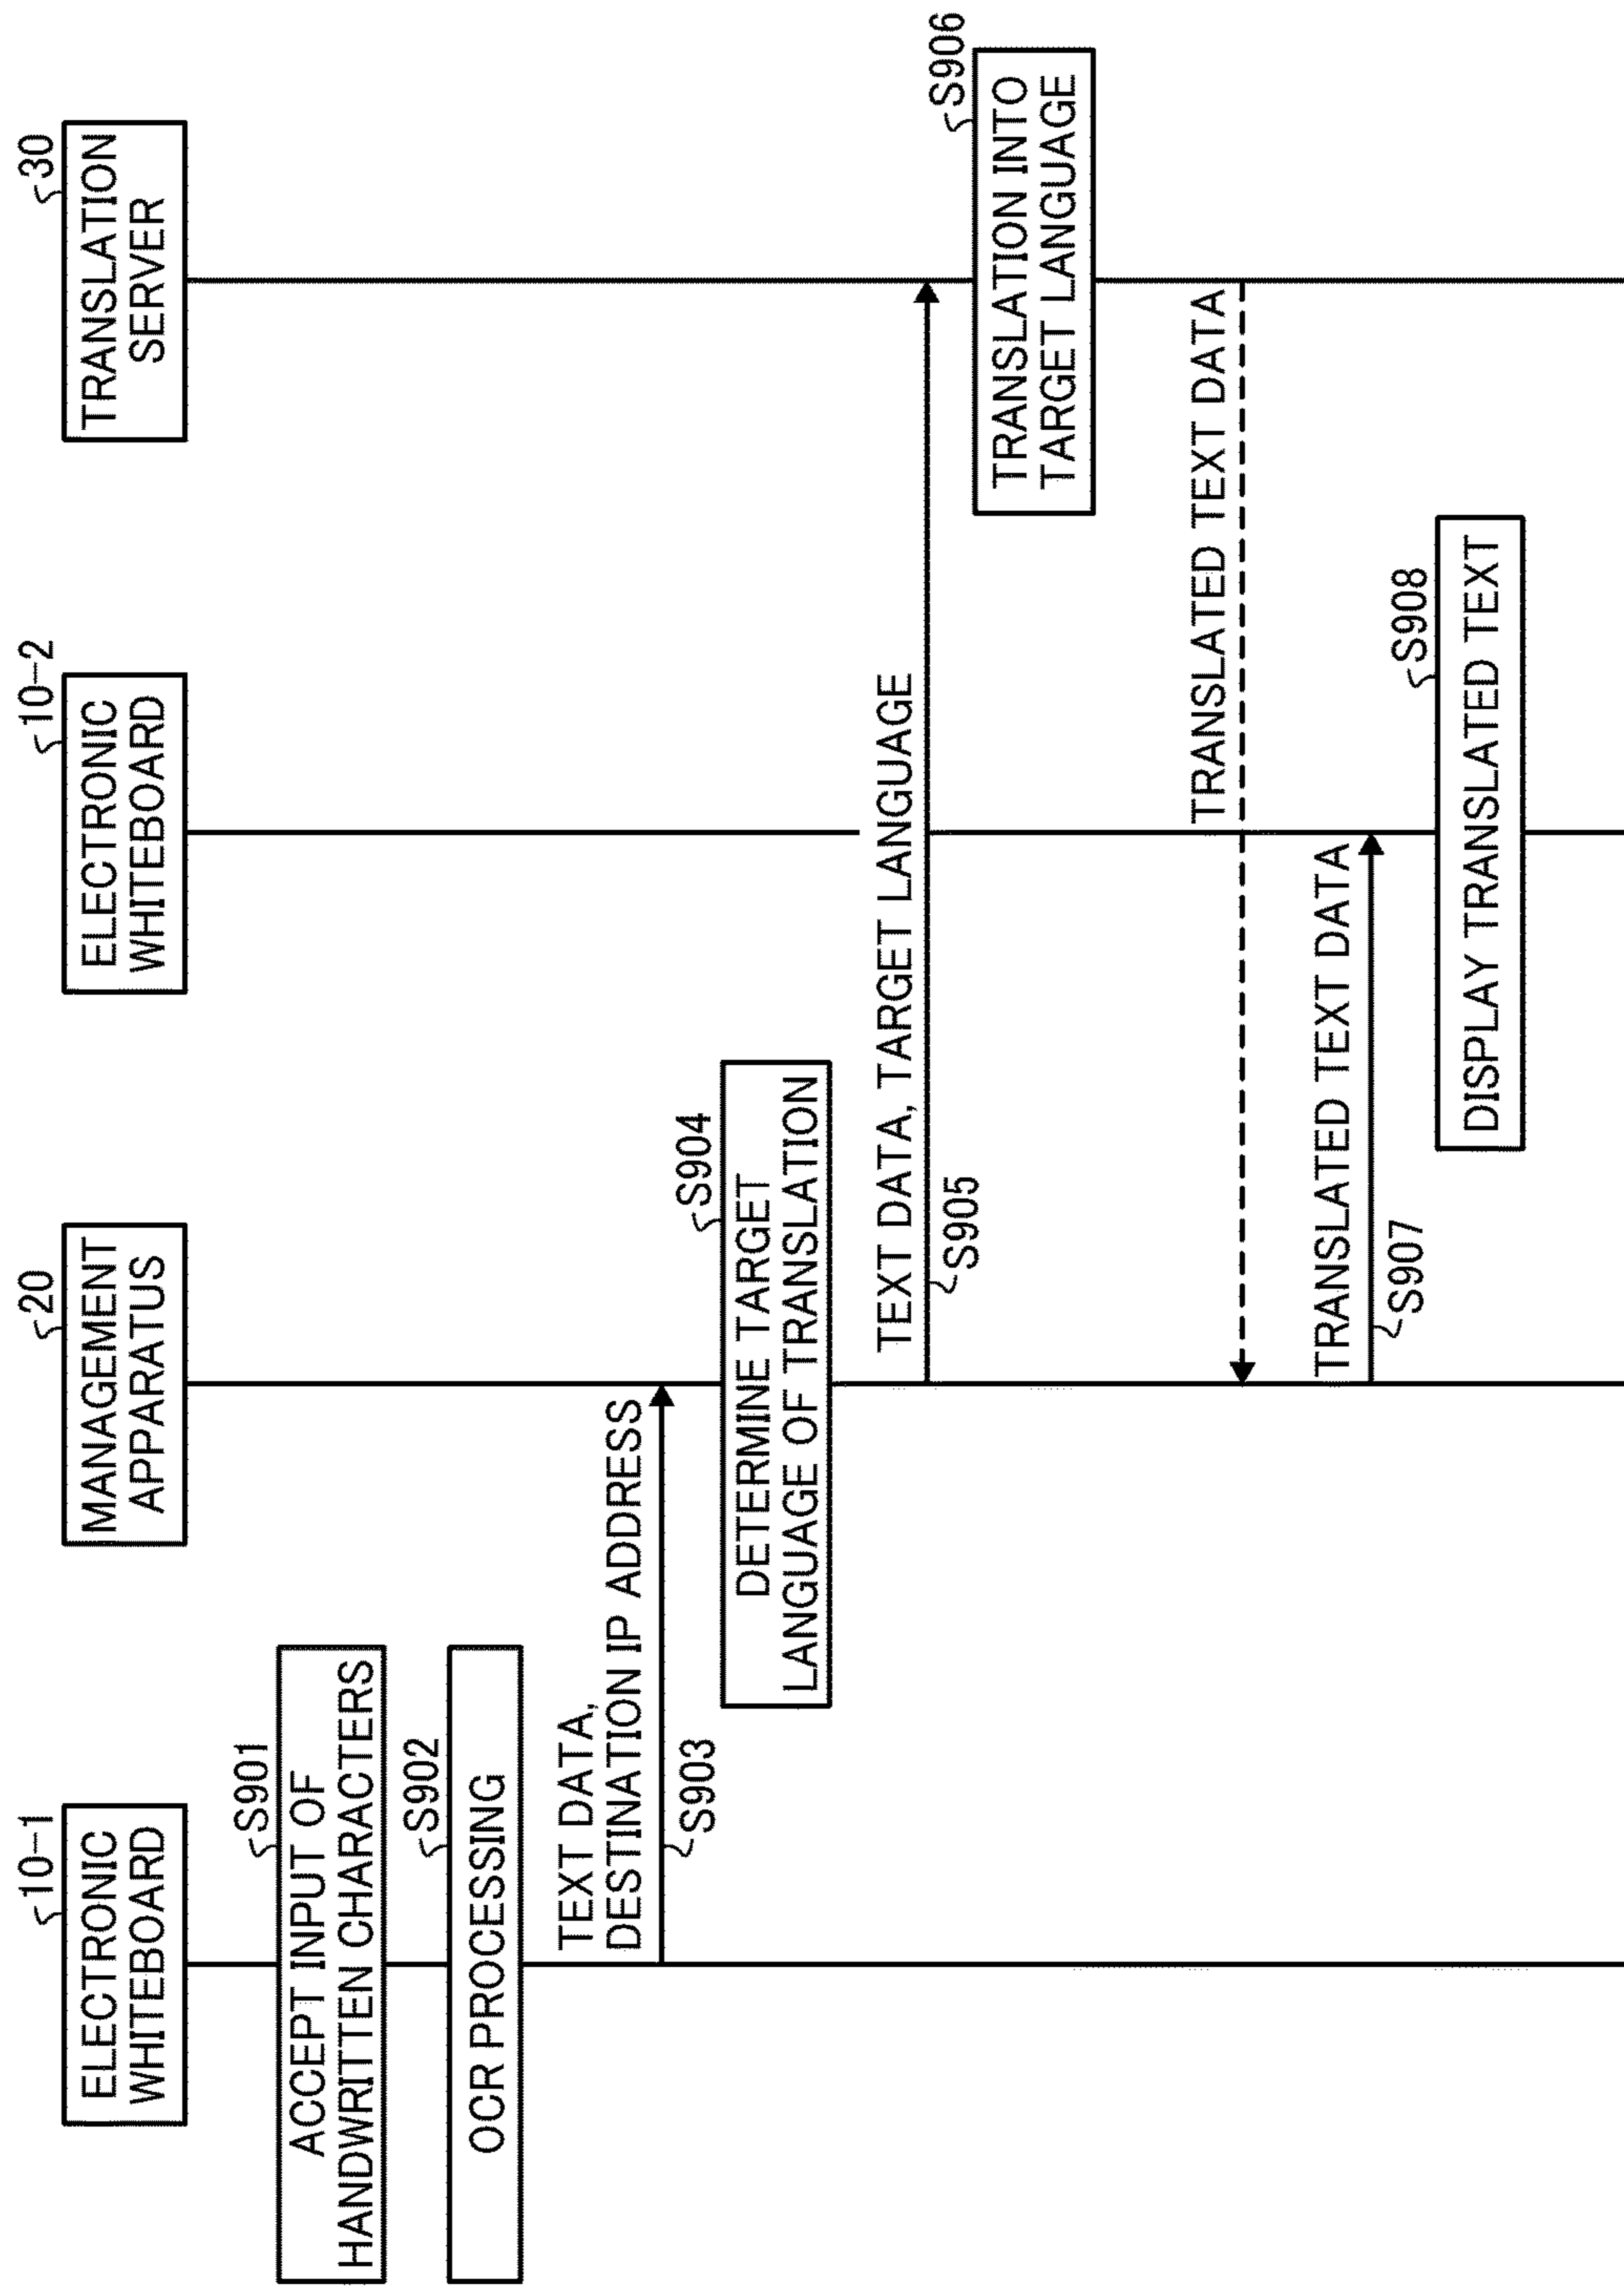 10-1
ELECTRONIC
WHITEBOARD
20
MANAGEMENT
APPARATUS
10-2
ELECTRONIC
WHITEBOARD
30
TRANSLATION
SERVER
S901
ACCEPT INPUT OF
HANDWRITTEN CHARACTERS
S902
OCR PROCESSING
TEXT DATA,
DESTINATION IP ADDRESS
S903
S904
DETERMINE TARGET
LANGUAGE OF TRANSLATION
TEXT DATA, TARGET LANGUAGE
S905
S906
TRANSLATION INTO
TARGET LANGUAGE
TRANSLATED TEXT DATA
TRANSLATED TEXT DATA
S907
S908
DISPLAY TRANSLATED TEXT